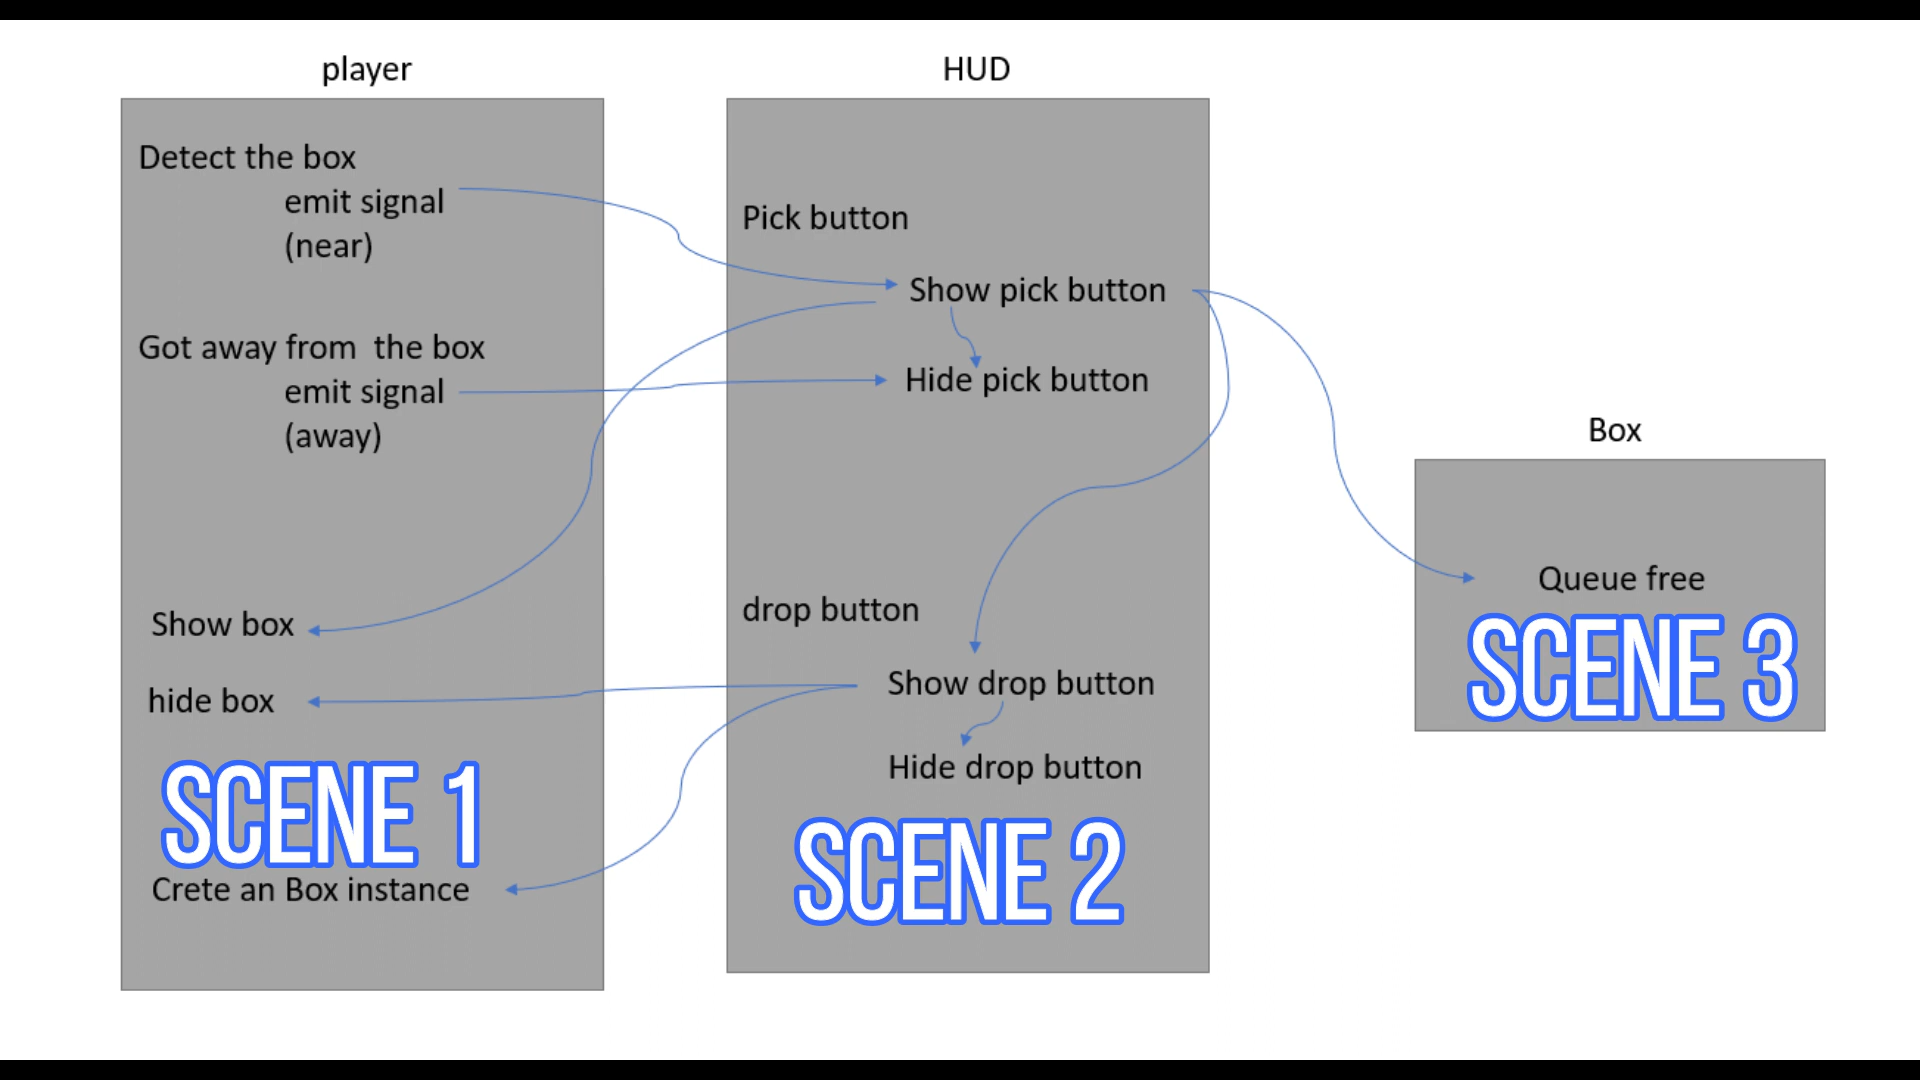 player
Detect the box
emit signal
(near)
Got away from  the box
emit signal
(away)
Show box
hide box
SCENE 1
Crete an Box instance
HUD
Pick button
Show pick button
Hide pick button
drop button
Show drop button
Hide drop button
SCENE 2
Box
Queue free
SCENE 3